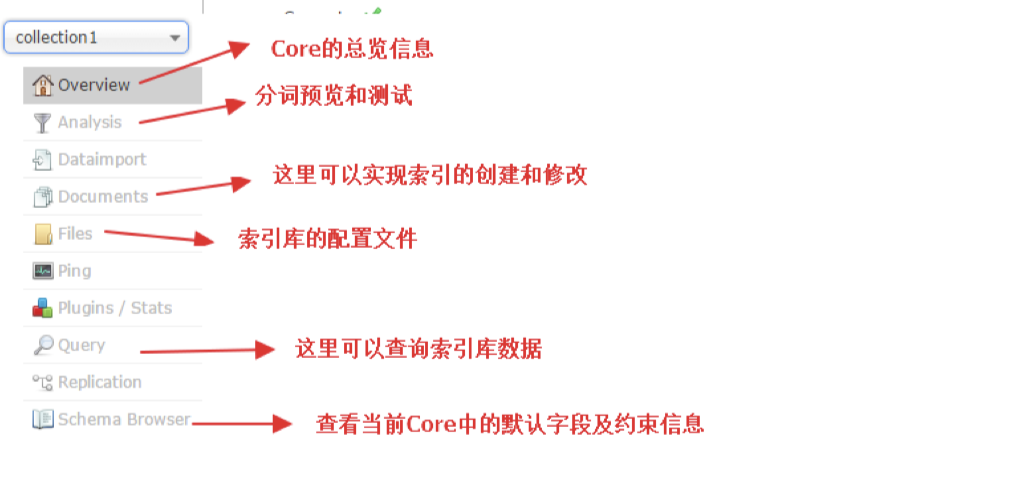 collection1
Core的总览信息
Overview
分词预览和测试
Analysis
Dataimport
这里可以实现索引的创建和修改
Documents
Files
索引库的配置文件
Ping
Plugins / Stats
Query
这里可以查询索引库数据
Replication
Schema Browser
查看当前Core中的默认字段及约束信息